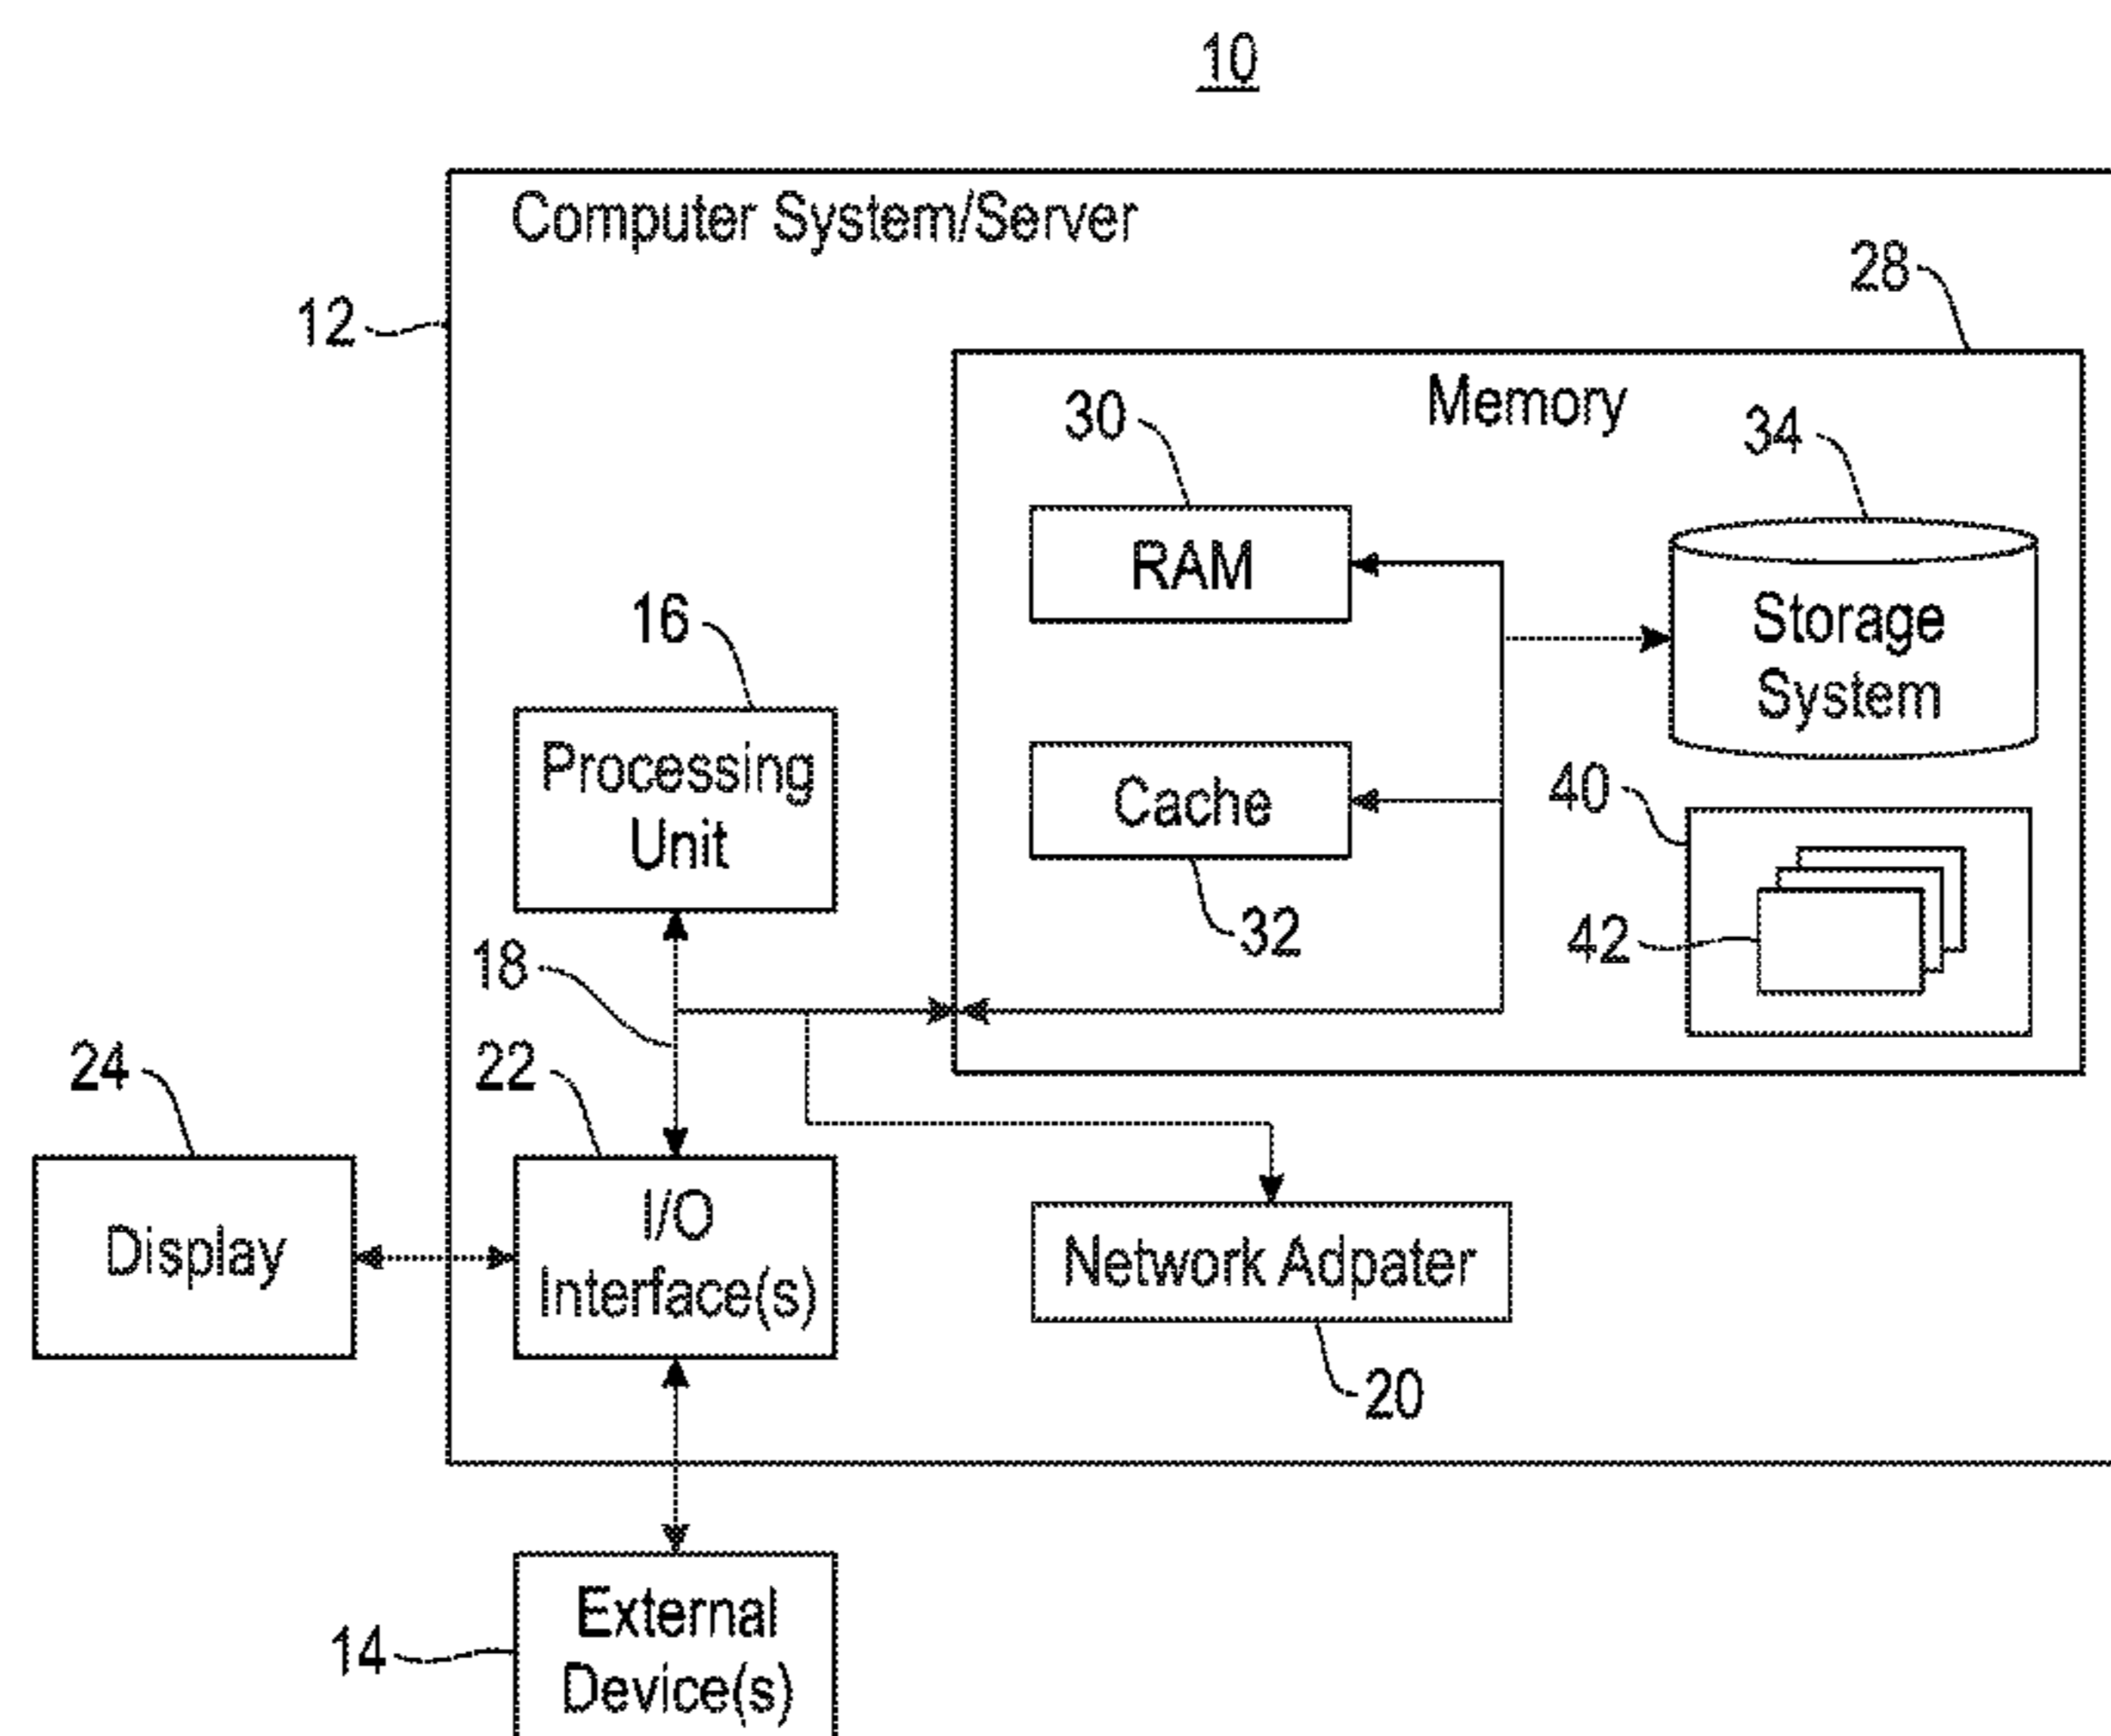 10
Computer System/Server
12
28
Memory
30
34
RAM
Storage
System
16
Processing
Unit
Cache
40
32
42
18
22
24
I/O
Interface(s)
Display
Network Adpater
20
External
Device(s)
14